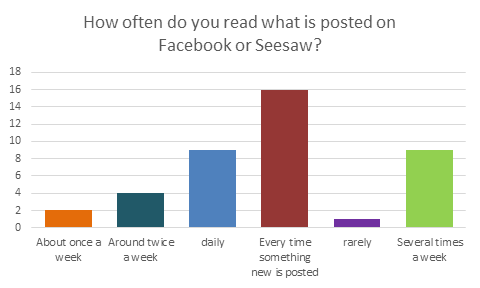 How often do you read what is posted on
Facebook or Seesaw?
18
16
14
12
10
8
6
4
2
0
About once a
week
Around twice
a week
daily
Every time
something
new is posted
rarely
Several times
a week